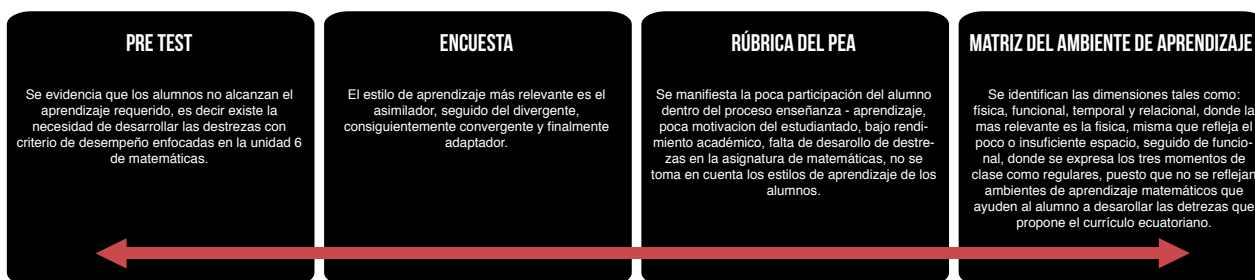 PRE TEST
Se evidencia que los alumnos no alcanzan el
aprendizaje requerido, es decir existe la
necesidad de desarrollar las destrezas con
criterio de desempeño enfocadas en la unidad 6
de matemáticas.
ENCUESTA
El estilo de aprendizaje más relevante es el
asimilador, seguido del divergente,
consiguientemente convergente y finalmente
adaptador.
RÚBRICA DEL PEA
Se manifiesta la poca participación del alumno
dentro del proceso enseñanza - aprendizaje,
poca motivacion del estudiantado, bajo rendi-
miento académico, falta de desarollo de destre-
zas en la asignatura de matemáticas, no se
toma en cuenta los estilos de aprendizaje de los
alumnos.
MATRIZ DEL AMBIENTE DE APRENDIZAJE
Se identifican las dimensiones tales como:
física, funcional, temporal y relacional, donde la
mas relevante es la fisica, misma que refleja el
poco o insuficiente espacio, seguido de funcio-
nal, donde se expresa los tres momentos de
clase como regulares, puesto que no se reflejan
ambientes de aprendizaje matemáticos que
ayuden al alumno a desarollar las detrezas que
propone el currículo ecuatoriano.